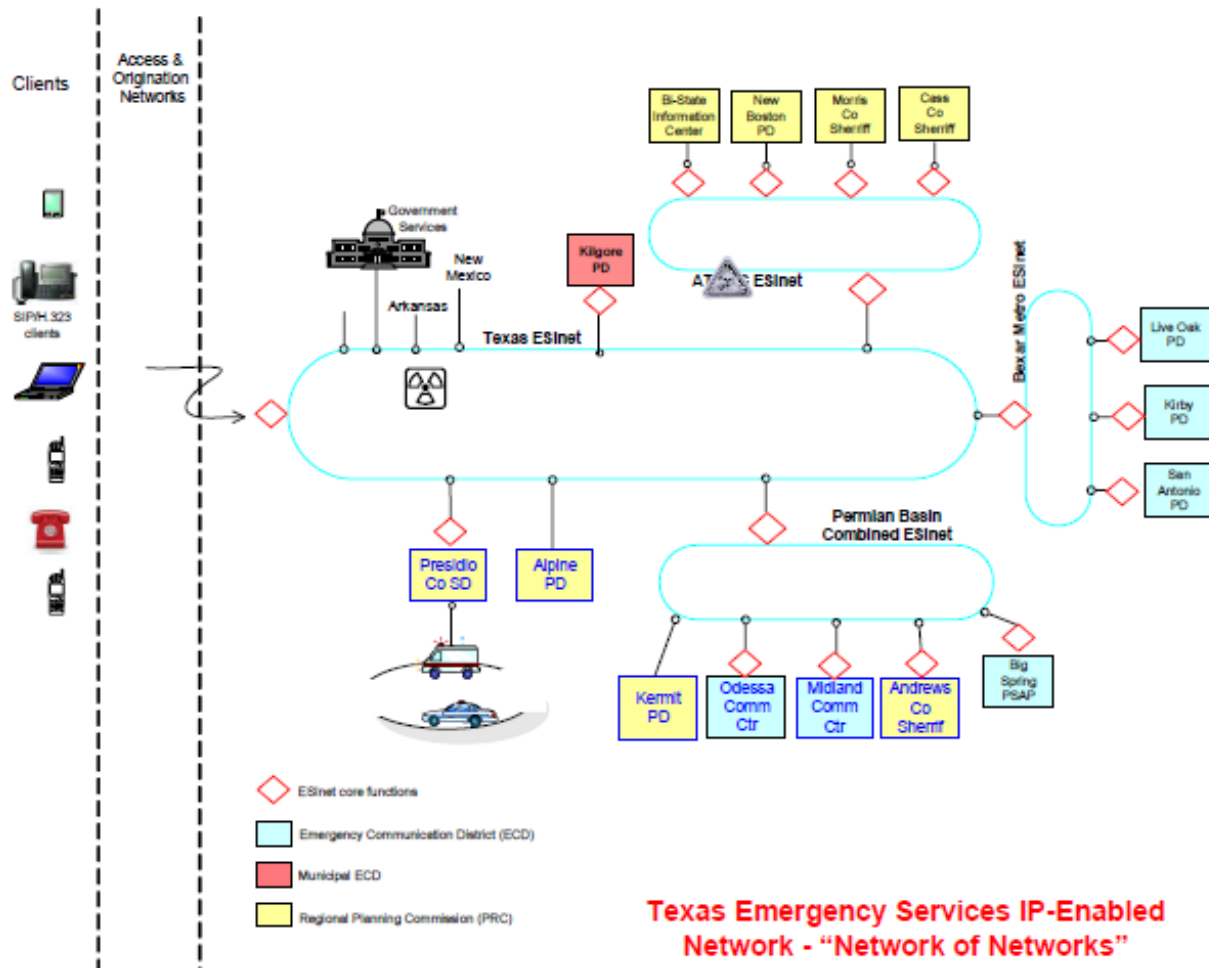 Clients
Access &
Origination
Networks
SIP/H.323
clients
Government
Services
New
Mexico
Arkansas
Texas ESInet
Kilgore
PD
Bi-State
Information
Center
New
Boston
PD
Morris
Co
Sherriff
Cass
Co
Sherriff
ESInet
Bexar Metro ESInet
Live Oak
PD
Kirby
PD
San
Antonio
PD
Presidio
Co SD
Alpine
PD
Permian Basin
Combined ESInet
Kermit
PD
Odessa
Comm
Ctr
Midland
Comm
Ctr
Andrews
Co
Sherriff
Big
Spring
PSAP
ESInet core functions
Emergency Communication District (ECD)
Municipal ECD
Regional Planning Commission (PRC)
Texas Emergency Services IP-Enabled
Network - “Network of Networks”